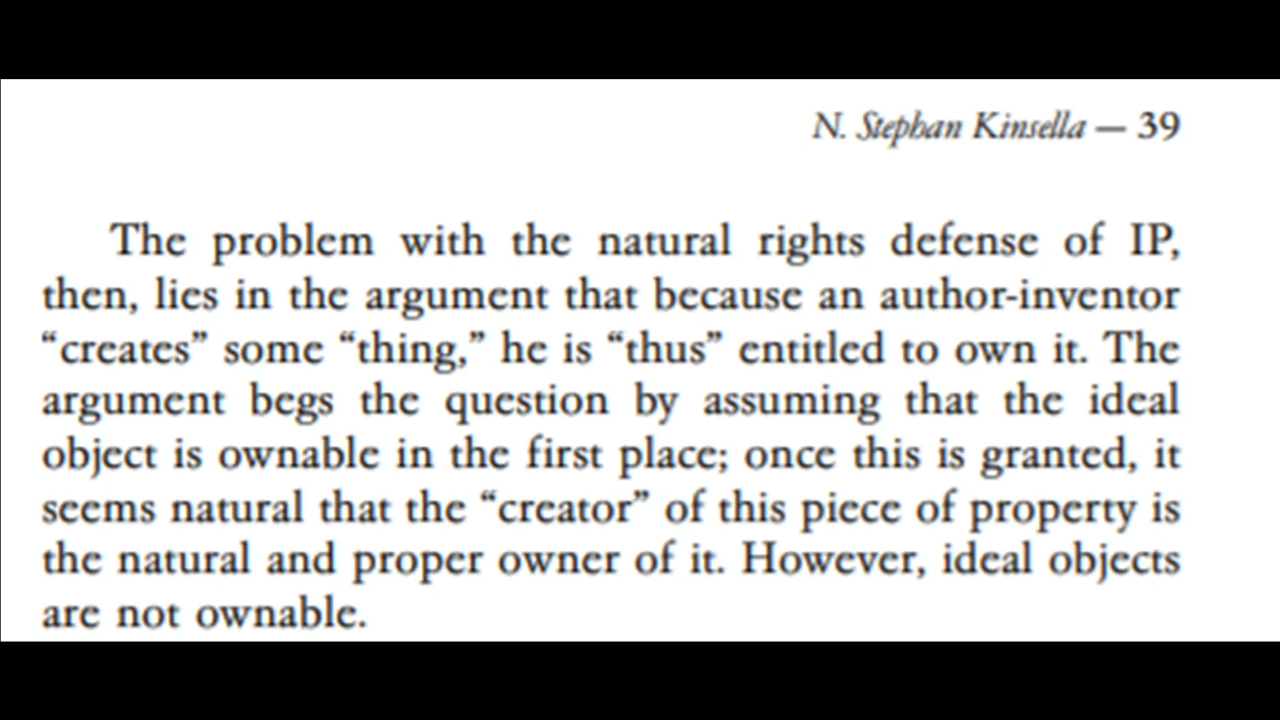 N. Stephan Kinsella — 39
The problem with the natural rights defense of IP,
then, lies in the argument that because an author-inventor
“creates” some “thing,” he is “thus” entitled to own it. The
argument begs the question by assuming that the ideal
object is ownable in the first place; once this is granted, it
seems natural that the “creator” of this piece of property is
the natural and proper owner of it. However, ideal objects
are not ownable.